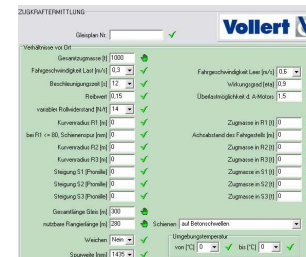 ZUGKRAFTERMITTLUNG
Vollert
Gleisplan Nr.
Verhältnisse vor Ort
Gesamtzugmasse [t] 1000
Fahrgeschwindigkeit Last [m/s] 0,3
Fahrgeschwindigkeit Leer [m/s] 0,6
Beschleunigungszeit [s] 12
Wirkungsgrad [eta] 0,9
Reibwert 0,15
Überlastmöglichkeit d. A-Motors 1,5
variabler Rollwiderstand [N/t] 14
Kurvenradius R1 [m] 0
Zugmasse in R1 [t] 0
bei R1 <= 80, Schienenspur [mm] 0
Achsabstand des Fahrgestells [m] 0
Kurvenradius R2 [m] 0
Zugmasse in R2 [t] 0
Kurvenradius R3 [m] 0
Zugmasse in R3 [t] 0
Steigung S1 [Promille] 0
Zugmasse in S1 [t] 0
Steigung S2 [Promille] 0
Zugmasse in S2 [t] 0
Steigung S3 [Promille] 0
Zugmasse in S3 [t] 0
Gesamtlänge Gleis [m] 300
nutzbare Rangierlänge [m] 280
Schienen auf Betonschwellen
Umgebungstemperatur
Weichen Nein
von [°C] 0
bis [°C] 0
Spurweite [mm] 1435